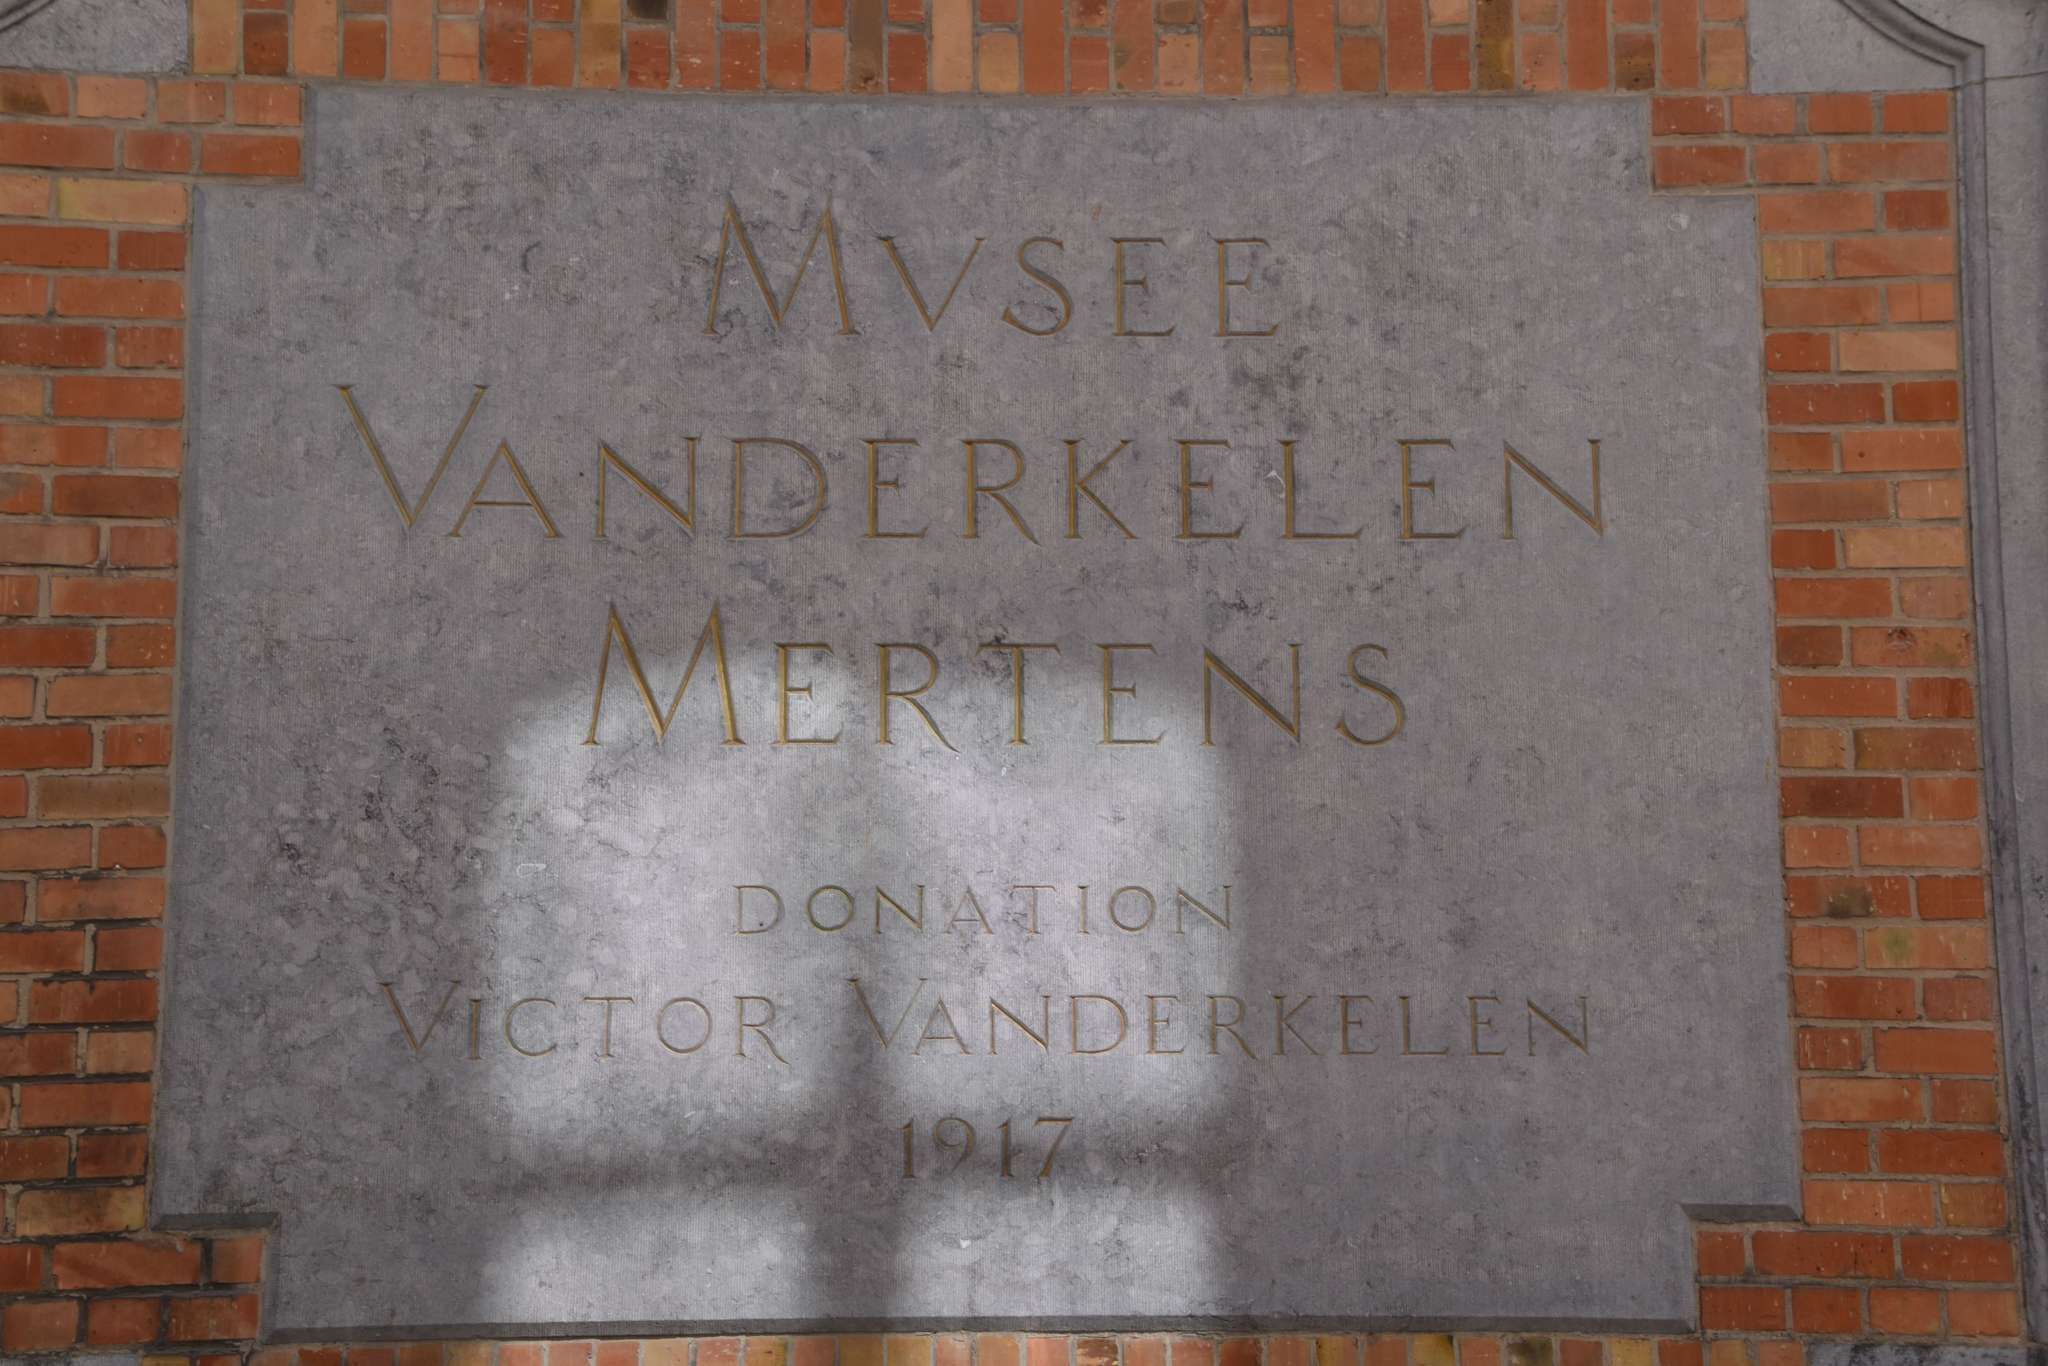 MVSEE
VANDERKELEN
MERTENS
DONATION
VICTOR VANDERKELEN
1917